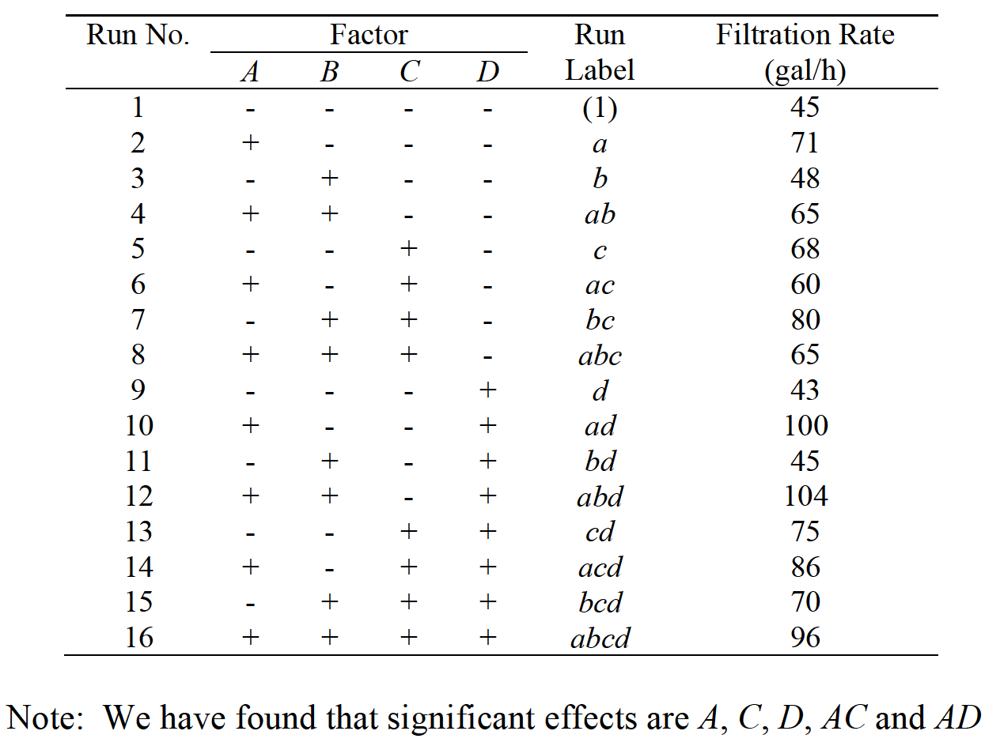 Run No. Factor Run Filtration Rate
A B C D Label (gal/h)
1 - - - - (1) 45
2 + - - - a 71
3 - + - - b 48
4 + + - - ab 65
5 - - + - c 68
6 + - + - ac 60
7 - + + - bc 80
8 + + + - abc 65
9 - - - + d 43
10 + - - + ad 100
11 - + - + bd 45
12 + + - + abd 104
13 - - + + cd 75
14 + - + + acd 86
15 - + + + bcd 70
16 + + + + abcd 96
Note: We have found that significant effects are A, C, D, AC and AD